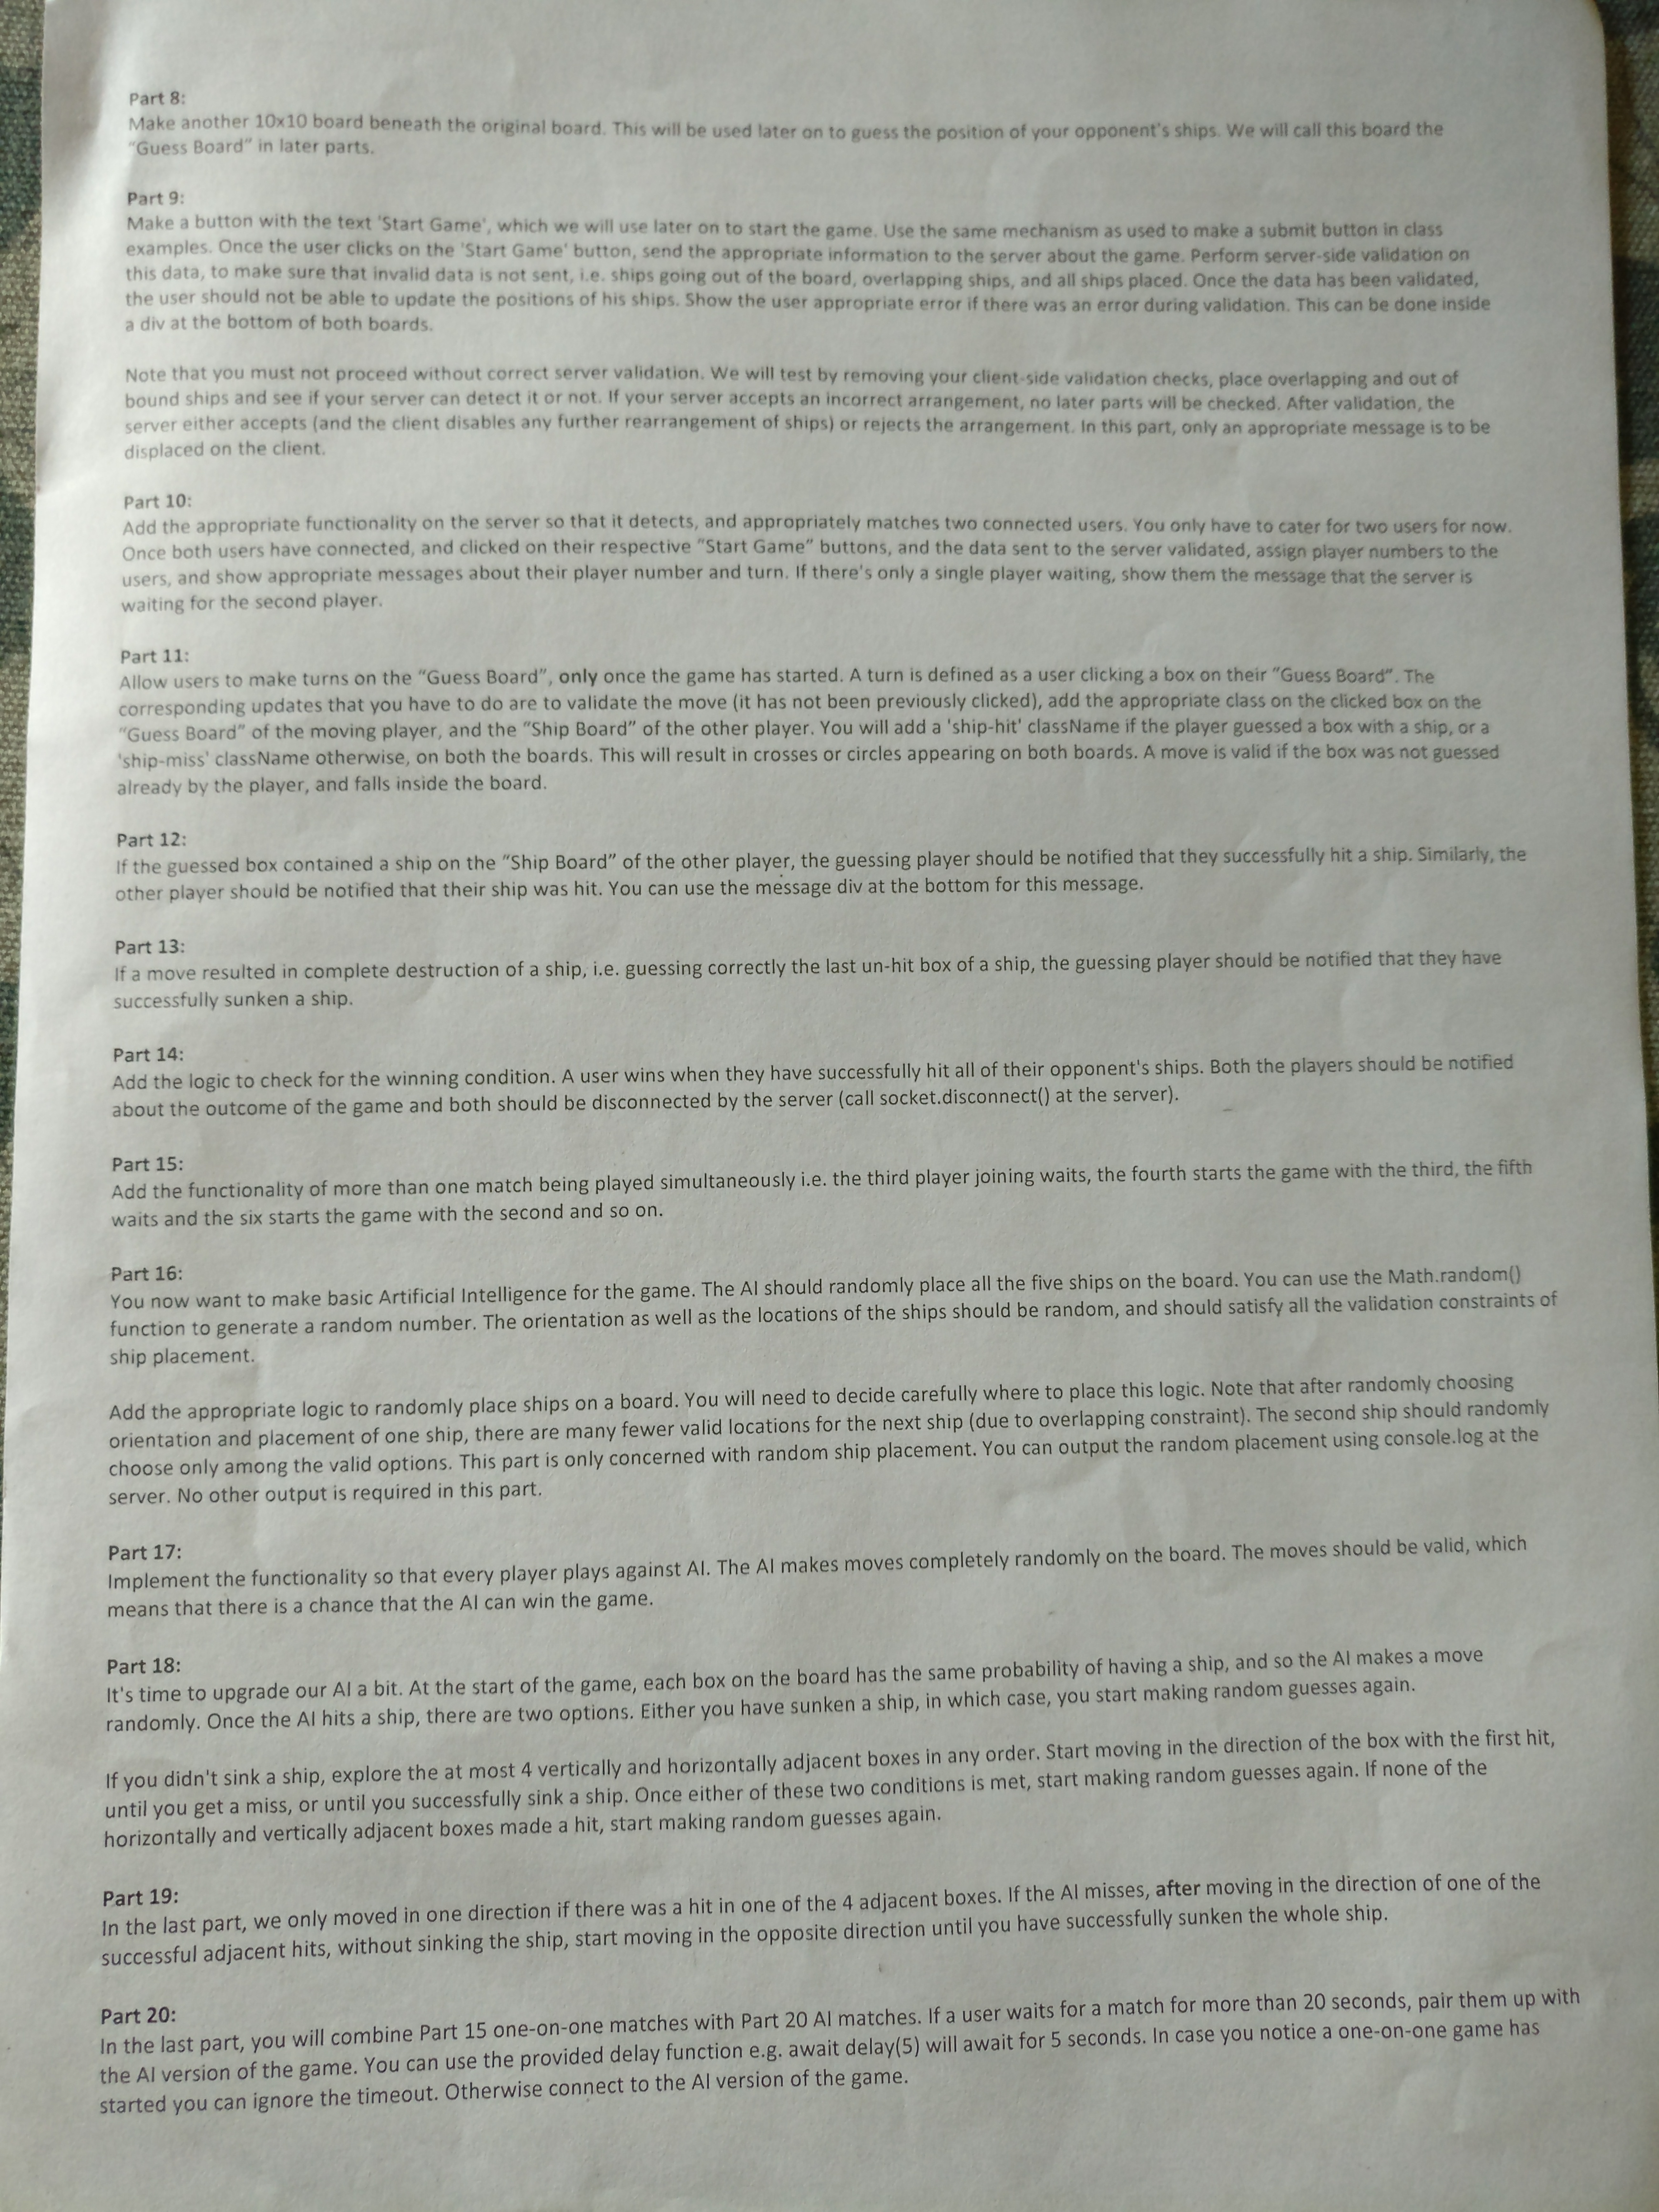 Part 8:
Make another 10x10 board beneath the original board. This will be used later on to guess the position of your opponent's ships. We will call this board the
"Guess Board" in later parts.
Part 9:
Make a button with the text 'Start Game', which we will use later on to start the game. Use the same mechanism as used to make a submit button in class
examples. Once the user clicks on the 'Start Game' button, send the appropriate information to the server about the game. Perform server-side validation on
this data, to make sure that invalid data is not sent, i.e. ships going out of the board, overlapping ships, and all ships placed. Once the data has been validated,
the user should not be able to update the positions of his ships. Show the user appropriate error if there was an error during validation. This can be done inside
a div at the bottom of both boards.
Note that you must not proceed without correct server validation. We will test by removing your client-side validation checks, place overlapping and out of
bound ships and see if your server can detect it or not. If your server accepts an incorrect arrangement, no later parts will be checked. After validation, the
server either accepts (and the client disables any further rearrangement of ships) or rejects the arrangement. In this part, only an appropriate message is to be
displaced on the client.
Part 10:
Add the appropriate functionality on the server so that it detects, and appropriately matches two connected users. You only have to cater for two users for now.
Once both users have connected, and clicked on their respective "Start Game" buttons, and the data sent to the server validated, assign player numbers to the
users, and show appropriate messages about their player number and turn. If there's only a single player waiting, show them the message that the server is
waiting for the second player.
Part 11:
Allow users to make turns on the "Guess Board", only once the game has started. A turn is defined as a user clicking a box on their "Guess Board". The
corresponding updates that you have to do are to validate the move (it has not been previously clicked), add the appropriate class on the clicked box on the
"Guess Board" of the moving player, and the "Ship Board" of the other player. You will add a 'ship-hit' className if the player guessed a box with a ship, or a
'ship-miss' className otherwise, on both the boards. This will result in crosses or circles appearing on both boards. A move is valid if the box was not guessed
already by the player, and falls inside the board.
Part 12:
If the guessed box contained a ship on the "Ship Board" of the other player, the guessing player should be notified that they successfully hit a ship. Similarly, the
other player should be notified that their ship was hit. You can use the message div at the bottom for this message.
Part 13:
If a move resulted in complete destruction of a ship, i.e. guessing correctly the last un-hit box of a ship, the guessing player should be notified that they have
successfully sunken a ship.
Part 14:
Add the logic to check for the winning condition. A user wins when they have successfully hit all of their opponent's ships. Both the players should be notified
about the outcome of the game and both should be disconnected by the server (call socket.disconnect() at the server).
Part 15:
Add the functionality of more than one match being played simultaneously i.e. the third player joining waits, the fourth starts the game with the third, the fifth
waits and the six starts the game with the second and so on.
Part 16:
You now want to make basic Artificial Intelligence for the game. The AI should randomly place all the five ships on the board. You can use the Math.random()
function to generate a random number. The orientation as well as the locations of the ships should be random, and should satisfy all the validation constraints of
ship placement.
Add the appropriate logic to randomly place ships on a board. You will need to decide carefully where to place this logic. Note that after randomly choosing
orientation and placement of one ship, there are many fewer valid locations for the next ship (due to overlapping constraint). The second ship should randomly
choose only among the valid options. This part is only concerned with random ship placement. You can output the random placement using console.log at the
server. No other output is required in this part.
Part 17:
Implement the functionality so that every player plays against AI. The AI makes moves completely randomly on the board. The moves should be valid, which
means that there is a chance that the AI can win the game.
Part 18:
It's time to upgrade our AI a bit. At the start of the game, each box on the board has the same probability of having a ship, and so the AI makes a move
randomly. Once the AI hits a ship, there are two options. Either you have sunken a ship, in which case, you start making random guesses again.
If you didn't sink a ship, explore the at most 4 vertically and horizontally adjacent boxes in any order. Start moving in the direction of the box with the first hit,
until you get a miss, or until you successfully sink a ship. Once either of these two conditions is met, start making random guesses again. If none of the
horizontally and vertically adjacent boxes made a hit, start making random guesses again.
Part 19:
In the last part, we only moved in one direction if there was a hit in one of the 4 adjacent boxes. If the AI misses, after moving in the direction of one of the
successful adjacent hits, without sinking the ship, start moving in the opposite direction until you have successfully sunken the whole ship.
Part 20:
In the last part, you will combine Part 15 one-on-one matches with Part 20 AI matches. If a user waits for a match for more than 20 seconds, pair them up with
the AI version of the game. You can use the provided delay function e.g. await delay(5) will await for 5 seconds. In case you notice a one-on-one game has
started you can ignore the timeout. Otherwise connect to the AI version of the game.